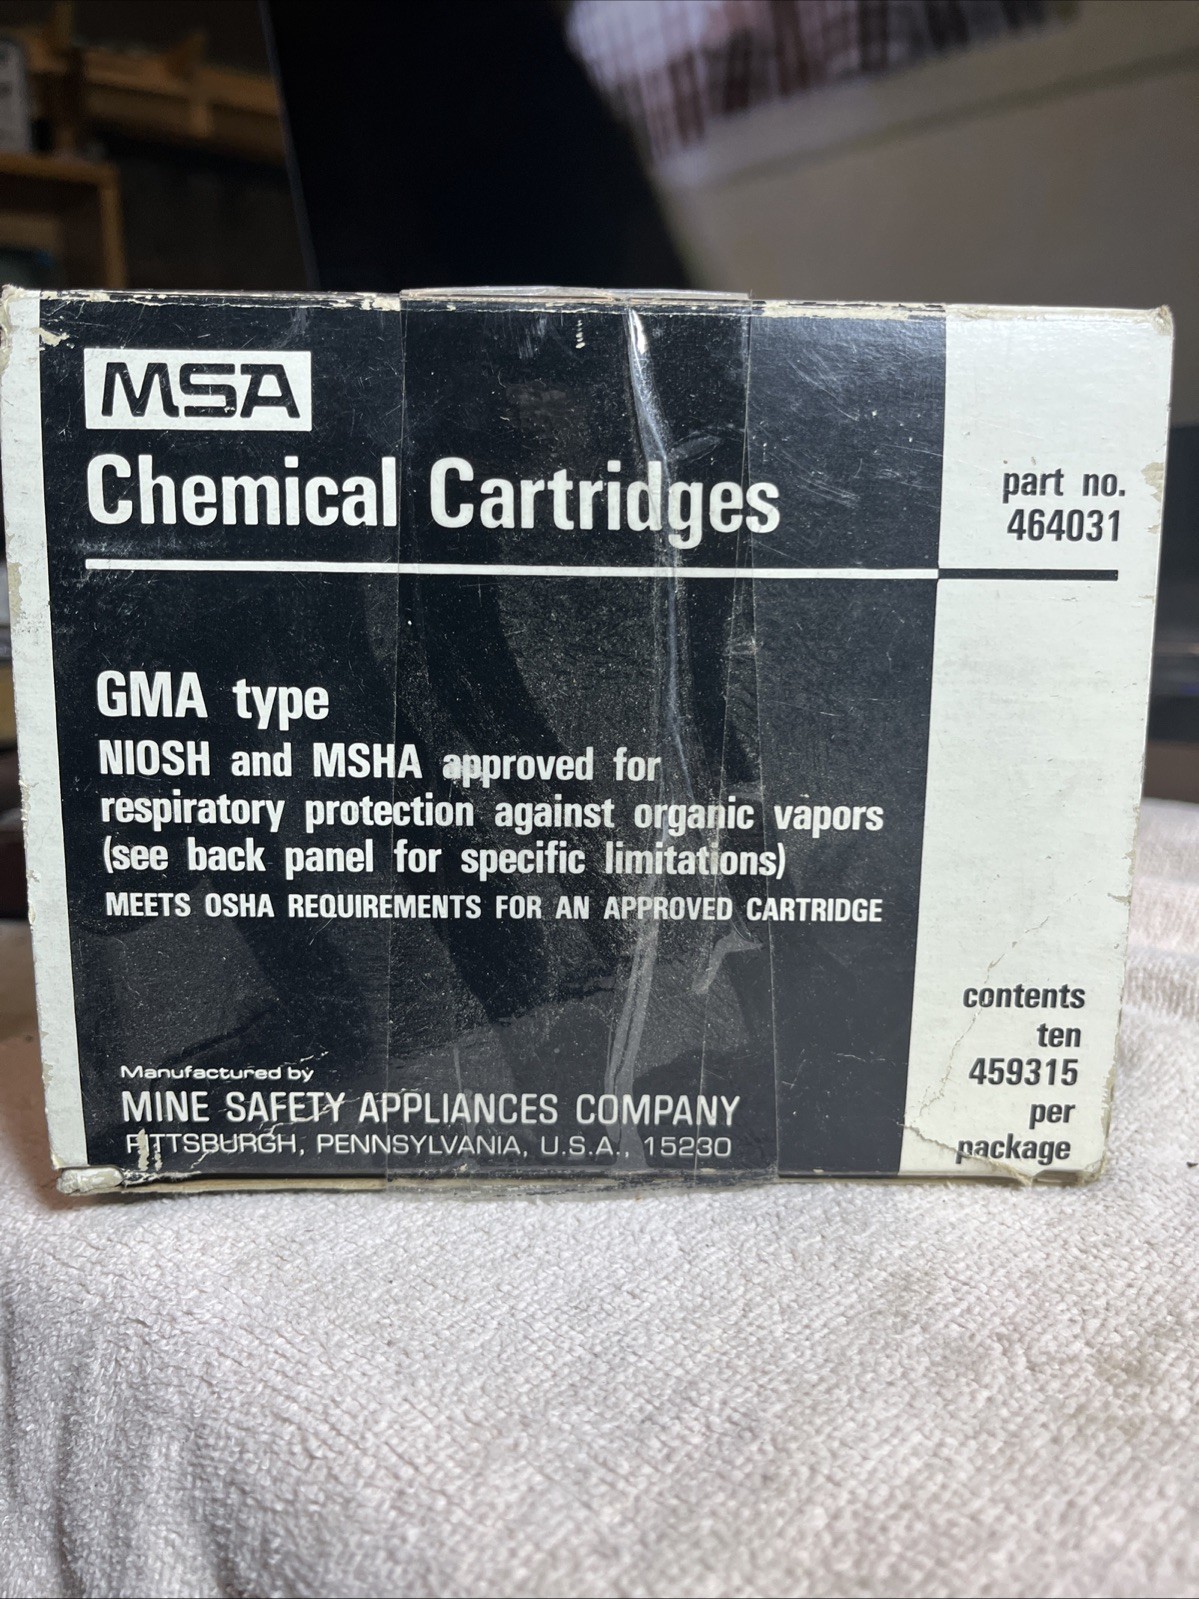 MSA
Chemical Cartridges
part no.
464031
GMA type
NIOSH and MSHA approved for
respiratory protection against organic vapors
(see back panel for specific limitations)
MEETS OSHA REQUIREMENTS FOR AN APPROVED CARTRIDGE
contents
ten
459315
per
package
Manufactured by
MINE SAFETY APPLIANCES COMPANY
PITTSBURGH, PENNSYLVANIA, U.S.A., 15230